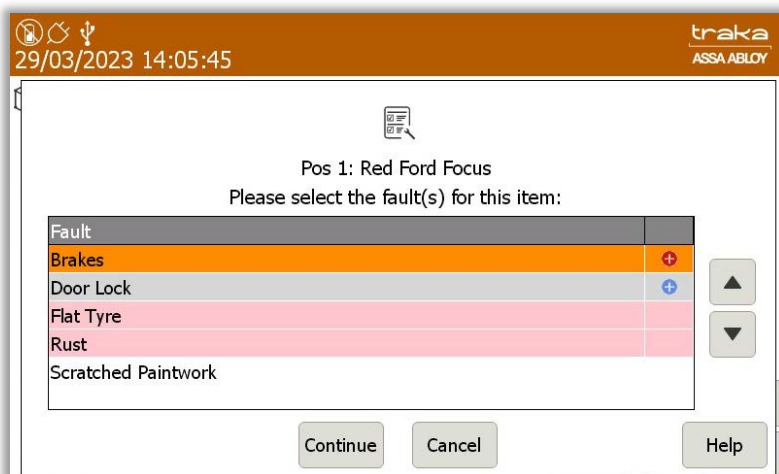 29/03/2023 14:05:45
traka
ASSA ABLOY
Pos 1: Red Ford Focus
Please select the fault(s) for this item:
Fault
Brakes
Door Lock
Flat Tyre
Rust
Scratched Paintwork
Continue
Cancel
Help